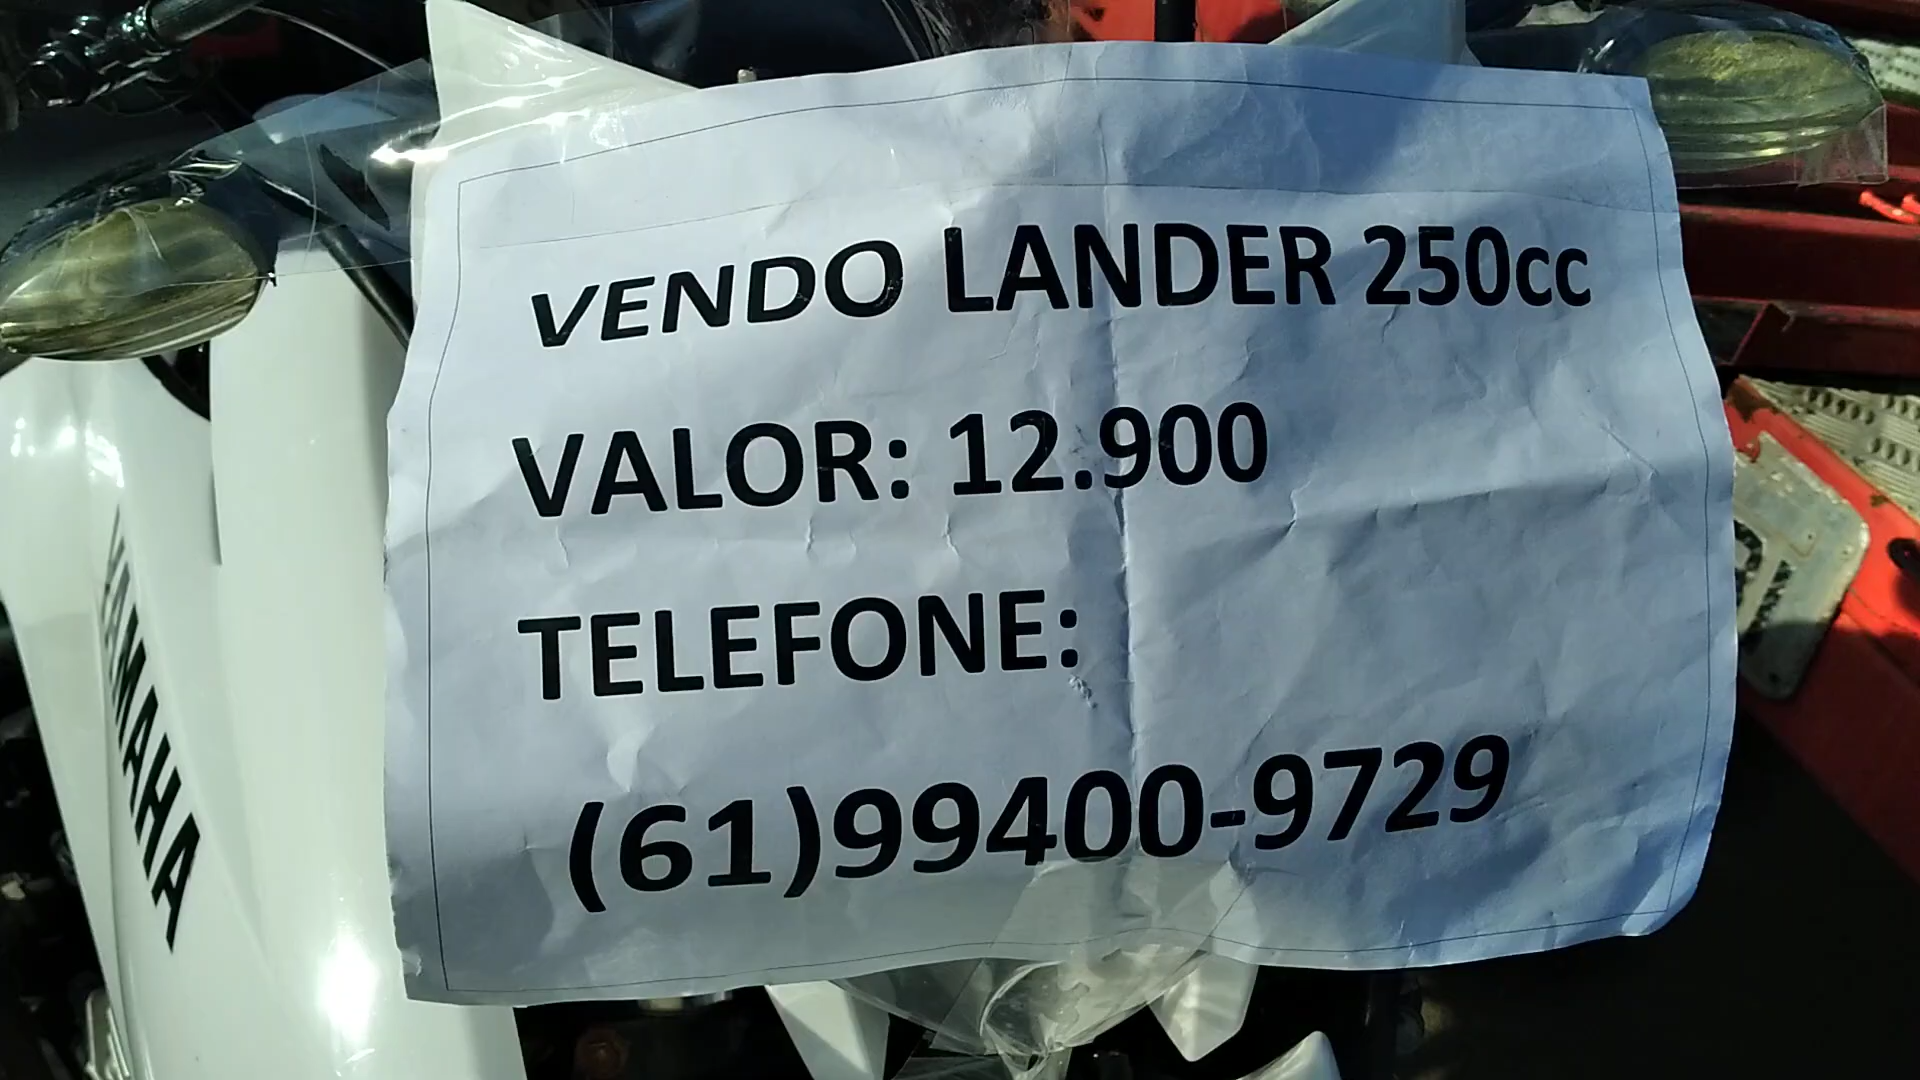 VENDO LANDER 250cc
VALOR: 12.900
TELEFONE:
(61)99400-9729
YAMAHA